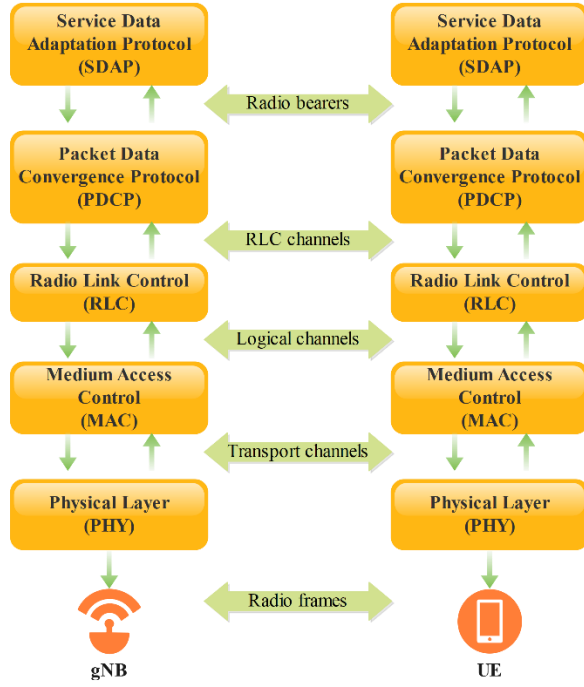 Service Data
Adaptation Protocol
(SDAP)
Service Data
Adaptation Protocol
(SDAP)
Radio bearers
Packet Data
Convergence Protocol
(PDCP)
Packet Data
Convergence Protocol
(PDCP)
RLC channels
Radio Link Control
(RLC)
Radio Link Control
(RLC)
Logical channels
Medium Access
Control
(MAC)
Medium Access
Control
(MAC)
Transport channels
Physical Layer
(PHY)
Physical Layer
(PHY)
Radio frames
gNB
UE